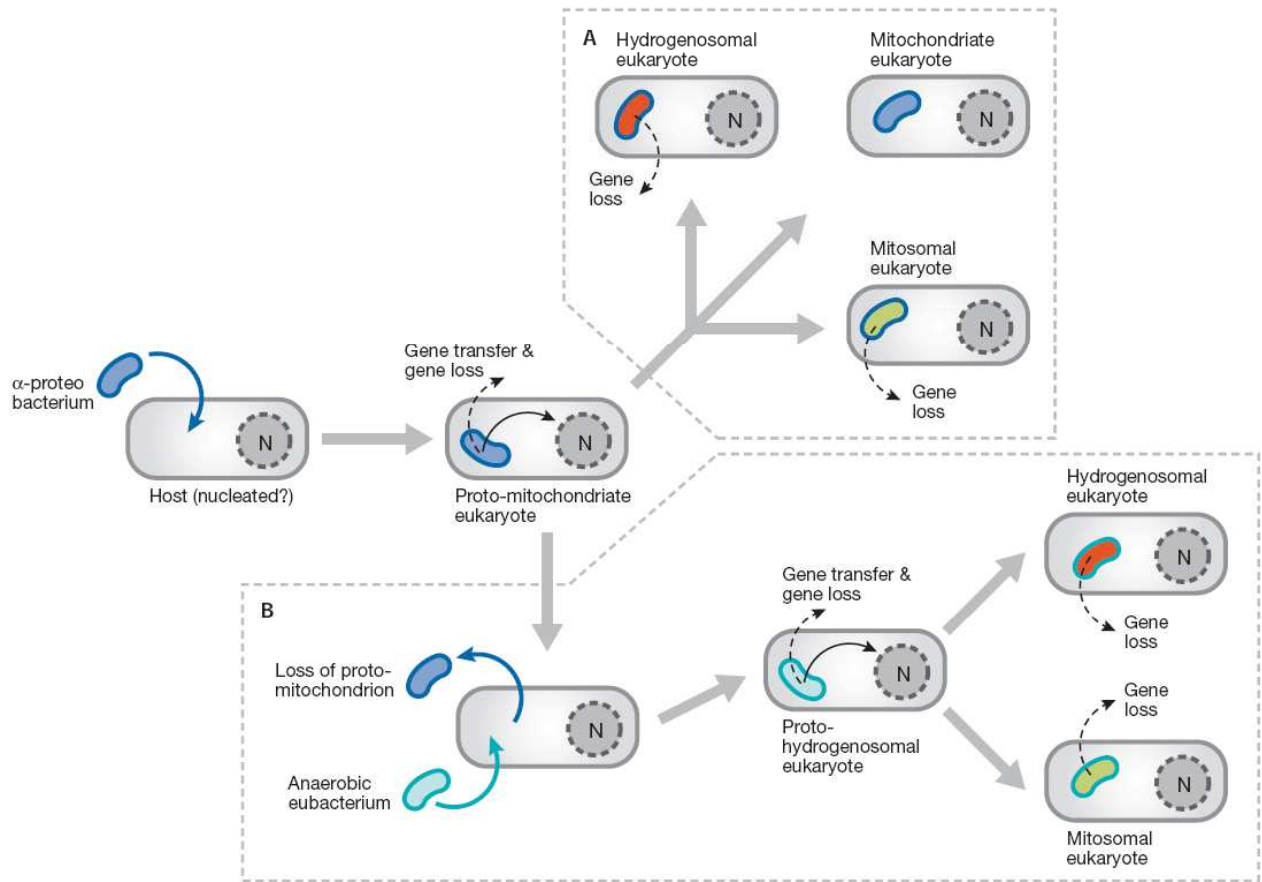 A
Hydrogenosomal
eukaryote
N
Gene
loss
Mitochondriate
eukaryote
N
Mitosomal
eukaryote
N
Gene
loss
α-proteo
bacterium
N
Host (nucleated?)
Gene transfer &
gene loss
N
Proto-mitochondriate
eukaryote
B
Loss of proto-
mitochondrion
N
Anaerobic
eubacterium
Gene transfer &
gene loss
N
Proto-
hydrogenosomal
eukaryote
Hydrogenosomal
eukaryote
N
Gene
loss
Gene
loss
N
Mitosomal
eukaryote